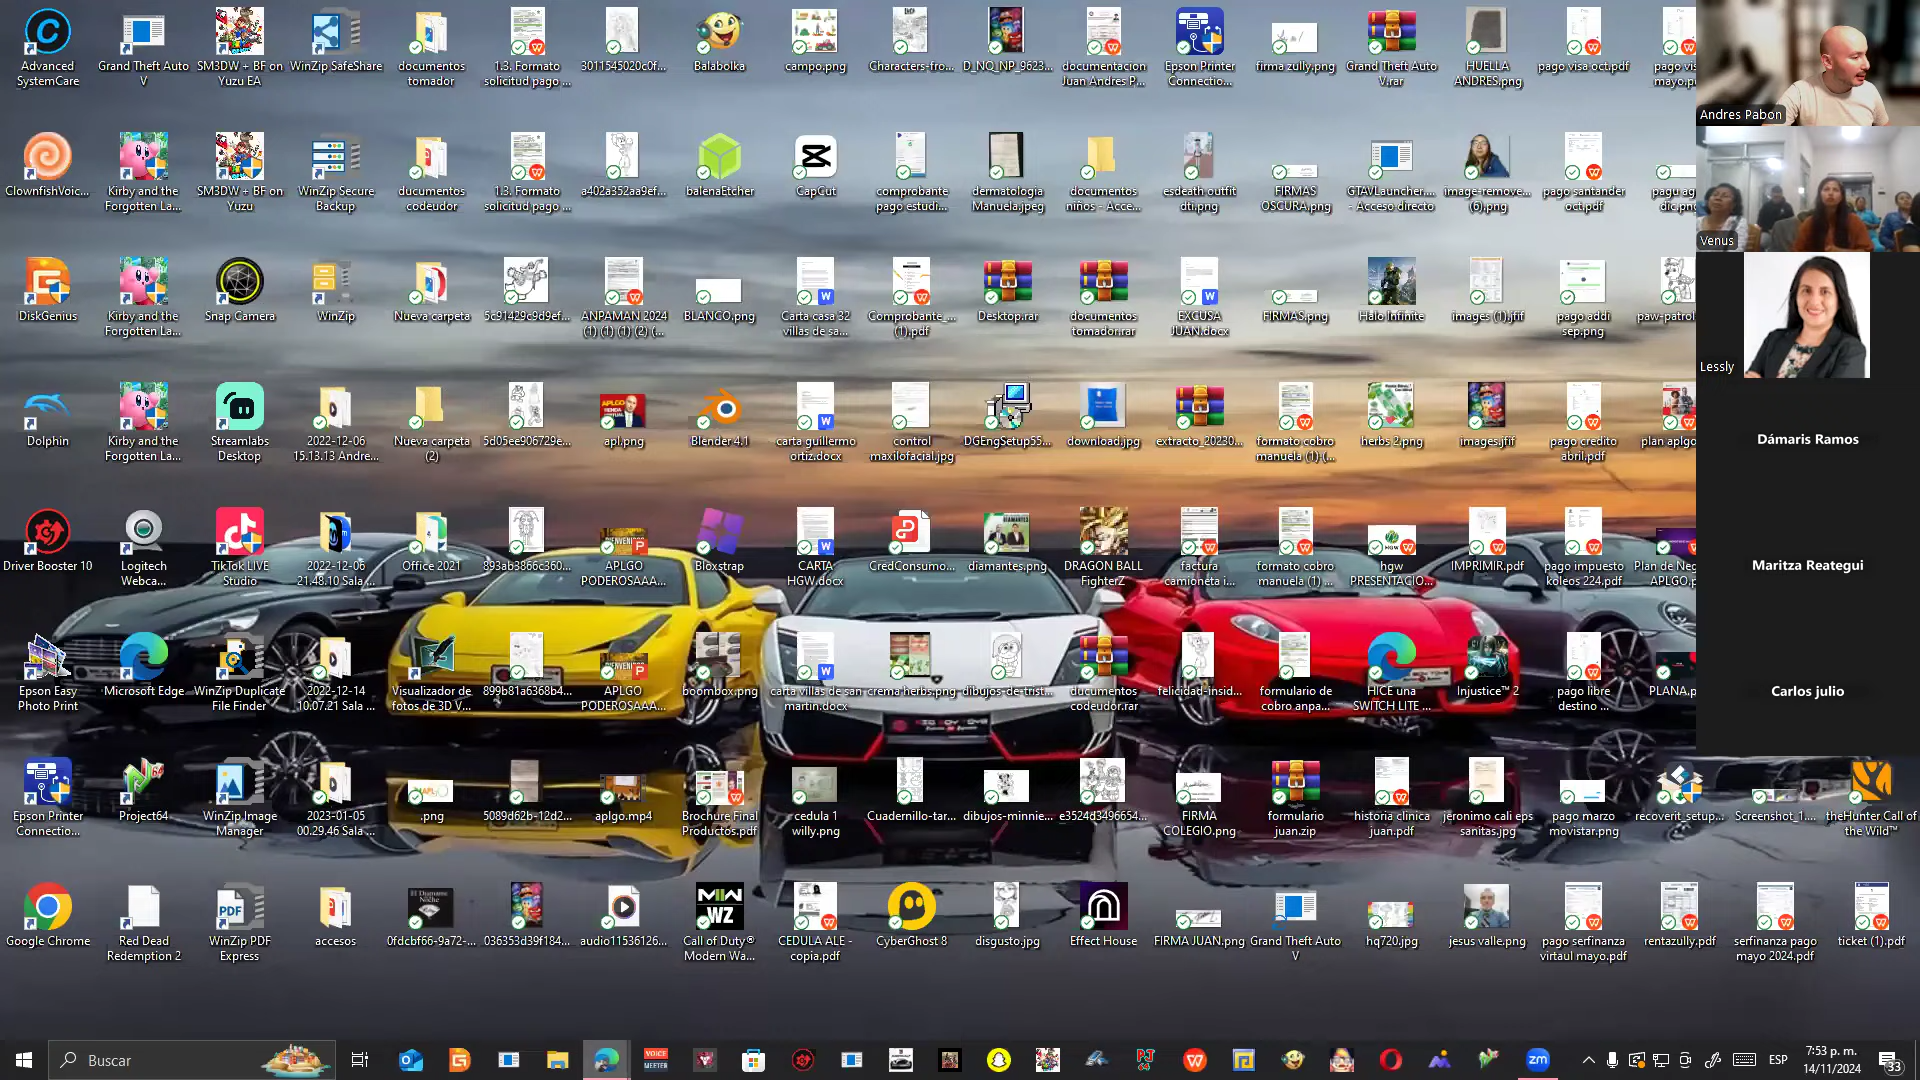 Advanced SystemCare
Grand Theft Auto V
SM3DW + BF on Yuzu EA
WinZip SafeShare
documentos tomador
1.3. Formato solicitud pago ...
3011545020c0f...
Balabolka
campo.png
Characters-fro...
D_NQ_NP_9623...
documentacion Juan Andres P...
Epson Printer Connectio...
firma zully.png
Grand Theft Auto V.rar
HUELLA ANDRES.png
pago visa oct.pdf
Andres Pabon
ClownfishVoic...
Kirby and the Forgotten La...
SM3DW + BF on Yuzu
WinZip Secure Backup
ducumentos codeudor
1.3. Formato solicitud pago ...
a402a352aa9ef...
balenaEtcher
CapCut
comprobante pago estudi...
dermatologia Manuela.jpeg
documentos niños - Acce...
esdeath outfit dti.png
FIRMAS OSCURA.png
GTAVLauncher.... - Acceso directo
image-remove... (6).png
pago santander oct.pdf
Venus
DiskGenius
Kirby and the Forgotten La...
Snap Camera
WinZip
Nueva carpeta
5c91429c9d9ef...
ANPAMAN 2024 (1) (1) (1) (2) (...
BLANCO.png
Carta casa 32 villas de sa...
Comprobante_... (1).pdf
Desktop.rar
documentos tomador.rar
EXCUSA JUAN.docx
FIRMAS.png
Halo Infinite
images (1).jfif
pago addi sep.png
paw-patrol
Lessly
Dolphin
Kirby and the Forgotten La...
Streamlabs Desktop
2022-12-06 15.13.13 Andre...
Nueva carpeta (2)
5d05ee906729e...
apl.png
Blender 4.1
carta guillermo ortiz.docx
control maxilofacial.jpg
DGEngSetup55...
download.jpg
extracto_20230...
formato cobro manuela (1)-(...
herbs 2.png
images.jfif
pago credito abril.pdf
plan aplgo
Dámaris Ramos
Driver Booster 10
Logitech Webca...
TikTok LIVE Studio
2022-12-06 21.48.10 Sala ...
Office 2021
893ab3866c360...
APLGO PODEROSAAA...
Bloxstrap
CARTA HGW.docx
CredConsumo...
diamantes.png
DRAGON BALL FighterZ
factura camioneta i...
formato cobro manuela (1) ...
hgw PRESENTACIO...
IMPRIMIR.pdf
pago impuesto koleos 224.pdf
Plan de Neg APLGO.p
Maritza Reategui
Epson Easy Photo Print
Microsoft Edge
WinZip Duplicate File Finder
2022-12-14 10.07.21 Sala ...
Visualizador de fotos de 3D V...
899b81a6368b4...
APLGO PODEROSAAA...
boombox.png
carta villas de san martin.docx
crema herbs.png
dibujos-de-trist...
ducumentos codeudor.rar
felicidad-insid...
formulario de cobro anpa...
HICE una SWITCH LITE ...
Injustice™ 2
pago libre destino ...
PLANA.p
Carlos julio
Epson Printer Connectio...
Project64
WinZip Image Manager
2023-01-05 00.29.46 Sala ...
.png
5089d62b-12d2...
aplgo.mp4
Brochure Final Productos.pdf
cedula 1 willy.png
Cuadernillo-tar...
dibujos-minnie...
e3524d3496654...
FIRMA COLEGIO.png
formulario juan.zip
historia clinica juan.pdf
jeronimo cali eps sanitas.jpg
pago marzo movistar.png
recoverit_setup...
Screenshot_1....
theHunter Call of the Wild™
Google Chrome
Red Dead Redemption 2
WinZip PDF Express
accesos
0fdcbf66-9a72-...
036353d39f184...
audio11536126...
Call of Duty® Modern Wa...
CEDULA ALE - copia.pdf
CyberGhost 8
disgusto.jpg
Effect House
FIRMA JUAN.png
Grand Theft Auto V
hq720.jpg
jesus valle.png
pago serfinanza virtaul mayo.pdf
rentazully.pdf
serfinanza pago mayo 2024.pdf
ticket (1).pdf
Buscar
ESP
7:53 p. m.
14/11/2024
33